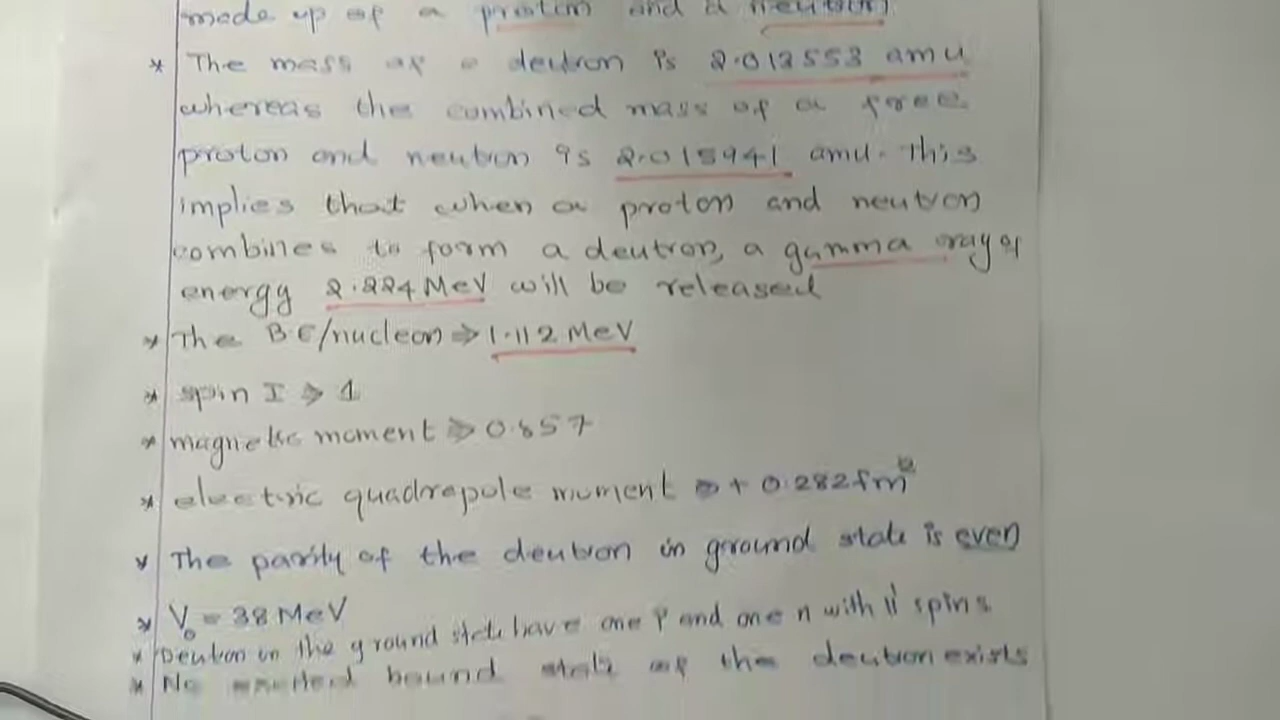 made up of a proton and a neutron
* The mass of a deutron is 2.013553 amu
whereas the combined mass of a free
proton and neutron is 2.015941 amu. This
implies that when a proton and neutron
combines to form a deutron, a gamma ray of
energy 2.224 MeV will be released
* The B.E/nucleon ⇒ 1.112 MeV
* spin I ⇒ 1
* magnetic moment ⇒ 0.857
* electric quadrapole moment ⇒ + 0.282 fm²
* The parity of the deutron in ground state is even
* V₀ = 38 MeV
* Deutron in the ground state have one P and one n with || spins
* No excited bound state of the deutron exists